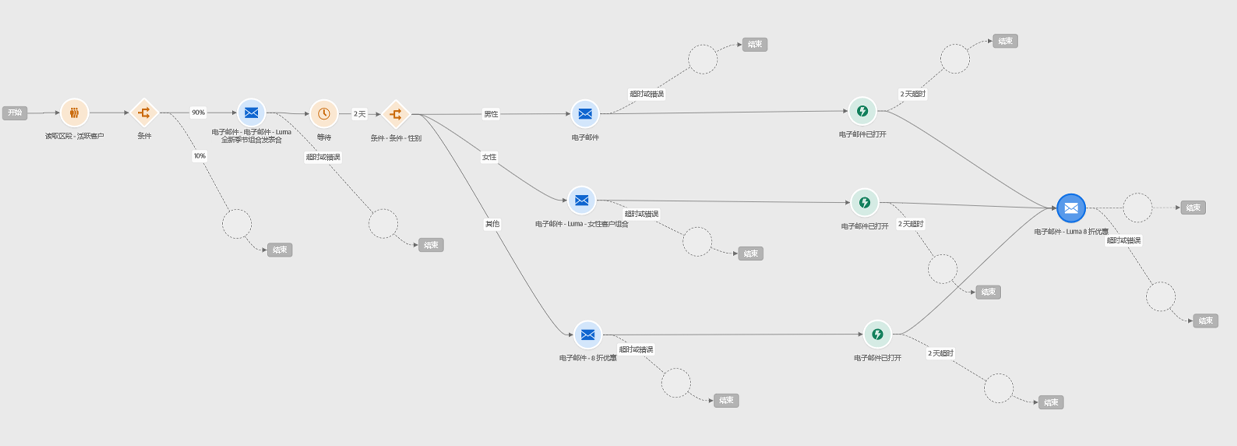 开始
读取区段 - 活跃客户
条件
90%
10%
结束
电子邮件 - 电子邮件 - Luma
全新季节组合发表会
超时或错误
结束
等待
2 天
条件 - 条件 - 性别
男性
女性
其他
电子邮件
超时或错误
结束
电子邮件 - Luma - 女性客户组合
超时或错误
结束
电子邮件 - 8 折优惠
超时或错误
结束
电子邮件已打开
2 天超时
结束
电子邮件已打开
2 天超时
结束
电子邮件已打开
2 天超时
结束
电子邮件 - Luma 8 折优惠
结束
超时或错误
结束